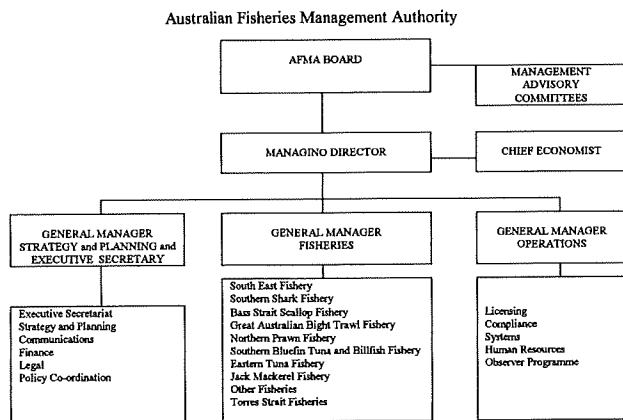 Australian Fisheries Management Authority
AFMA BOARD
MANAGEMENT
ADVISORY
COMMITTEES
MANAGINO DIRECTOR
CHIEF ECONOMIST
GENERAL MANAGER
STRATEGY and PLANNING and
EXECUTIVE SECRETARY
GENERAL MANAGER
FISHERIES
GENERAL MANAGER
OPERATIONS
Executive Secretariat
Strategy and Planning
Communications
Finance
Legal
Policy Co-ordination
South East Fishery
Southern Shark Fishery
Bass Strait Scallop Fishery
Great Australian Bight Trawl Fishery
Northern Prawn Fishery
Southern Bluefin Tuna and Billfish Fishery
Eastern Tuna Fishery
Jack Mackerel Fishery
Other Fisheries
Torres Strait Fisheries
Licensing
Compliance
Systems
Human Resources
Observer Programme